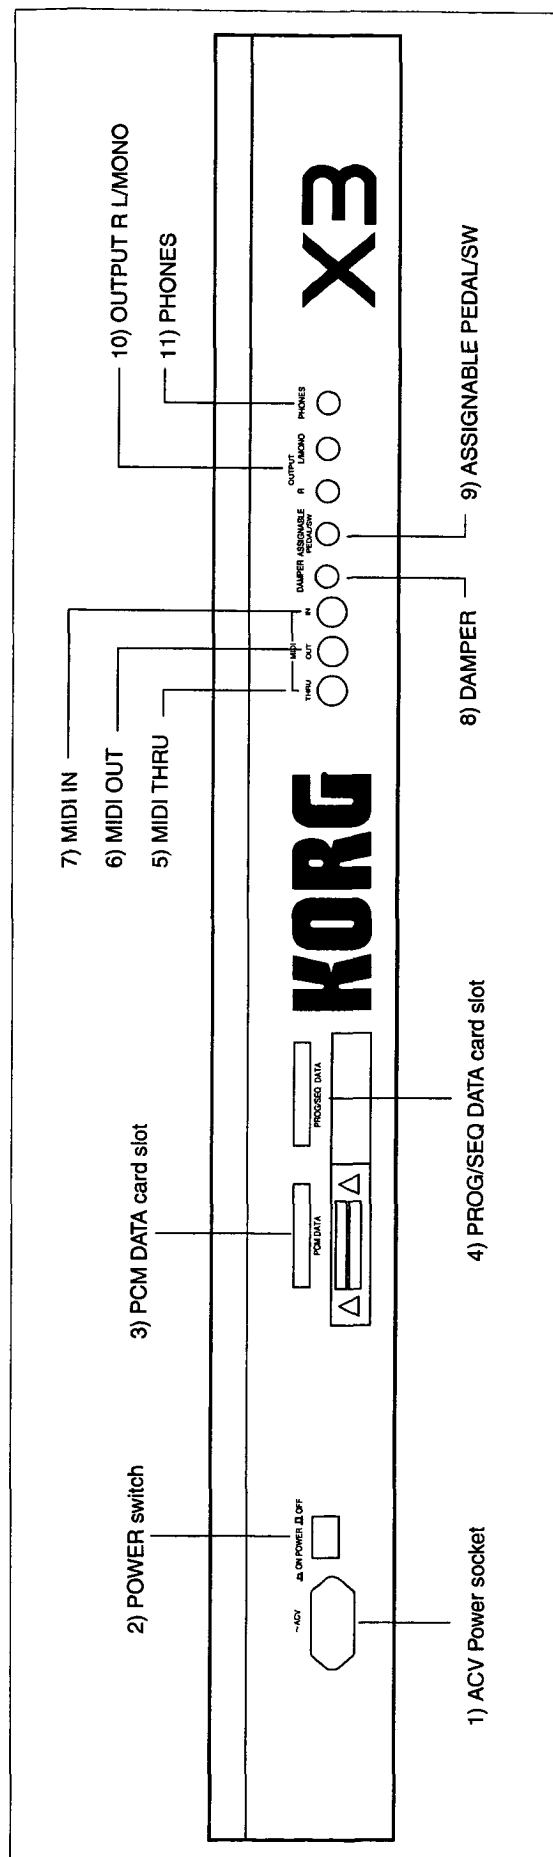 2) POWER switch
3) PCM DATA card slot
7) MIDI IN
6) MIDI OUT
5) MIDI THRU
10) OUTPUT R L/MONO
11) PHONES
~ACV
ON POWER OFF
PCM DATA
PROG/SEQ DATA
KORG
MIDI
THRU
OUT
IN
DAMPER
ASSIGNABLE
PEDAL/SW
OUTPUT
R
L/MONO
PHONES
X3
1) ACV Power socket
4) PROG/SEQ DATA card slot
8) DAMPER
9) ASSIGNABLE PEDAL/SW